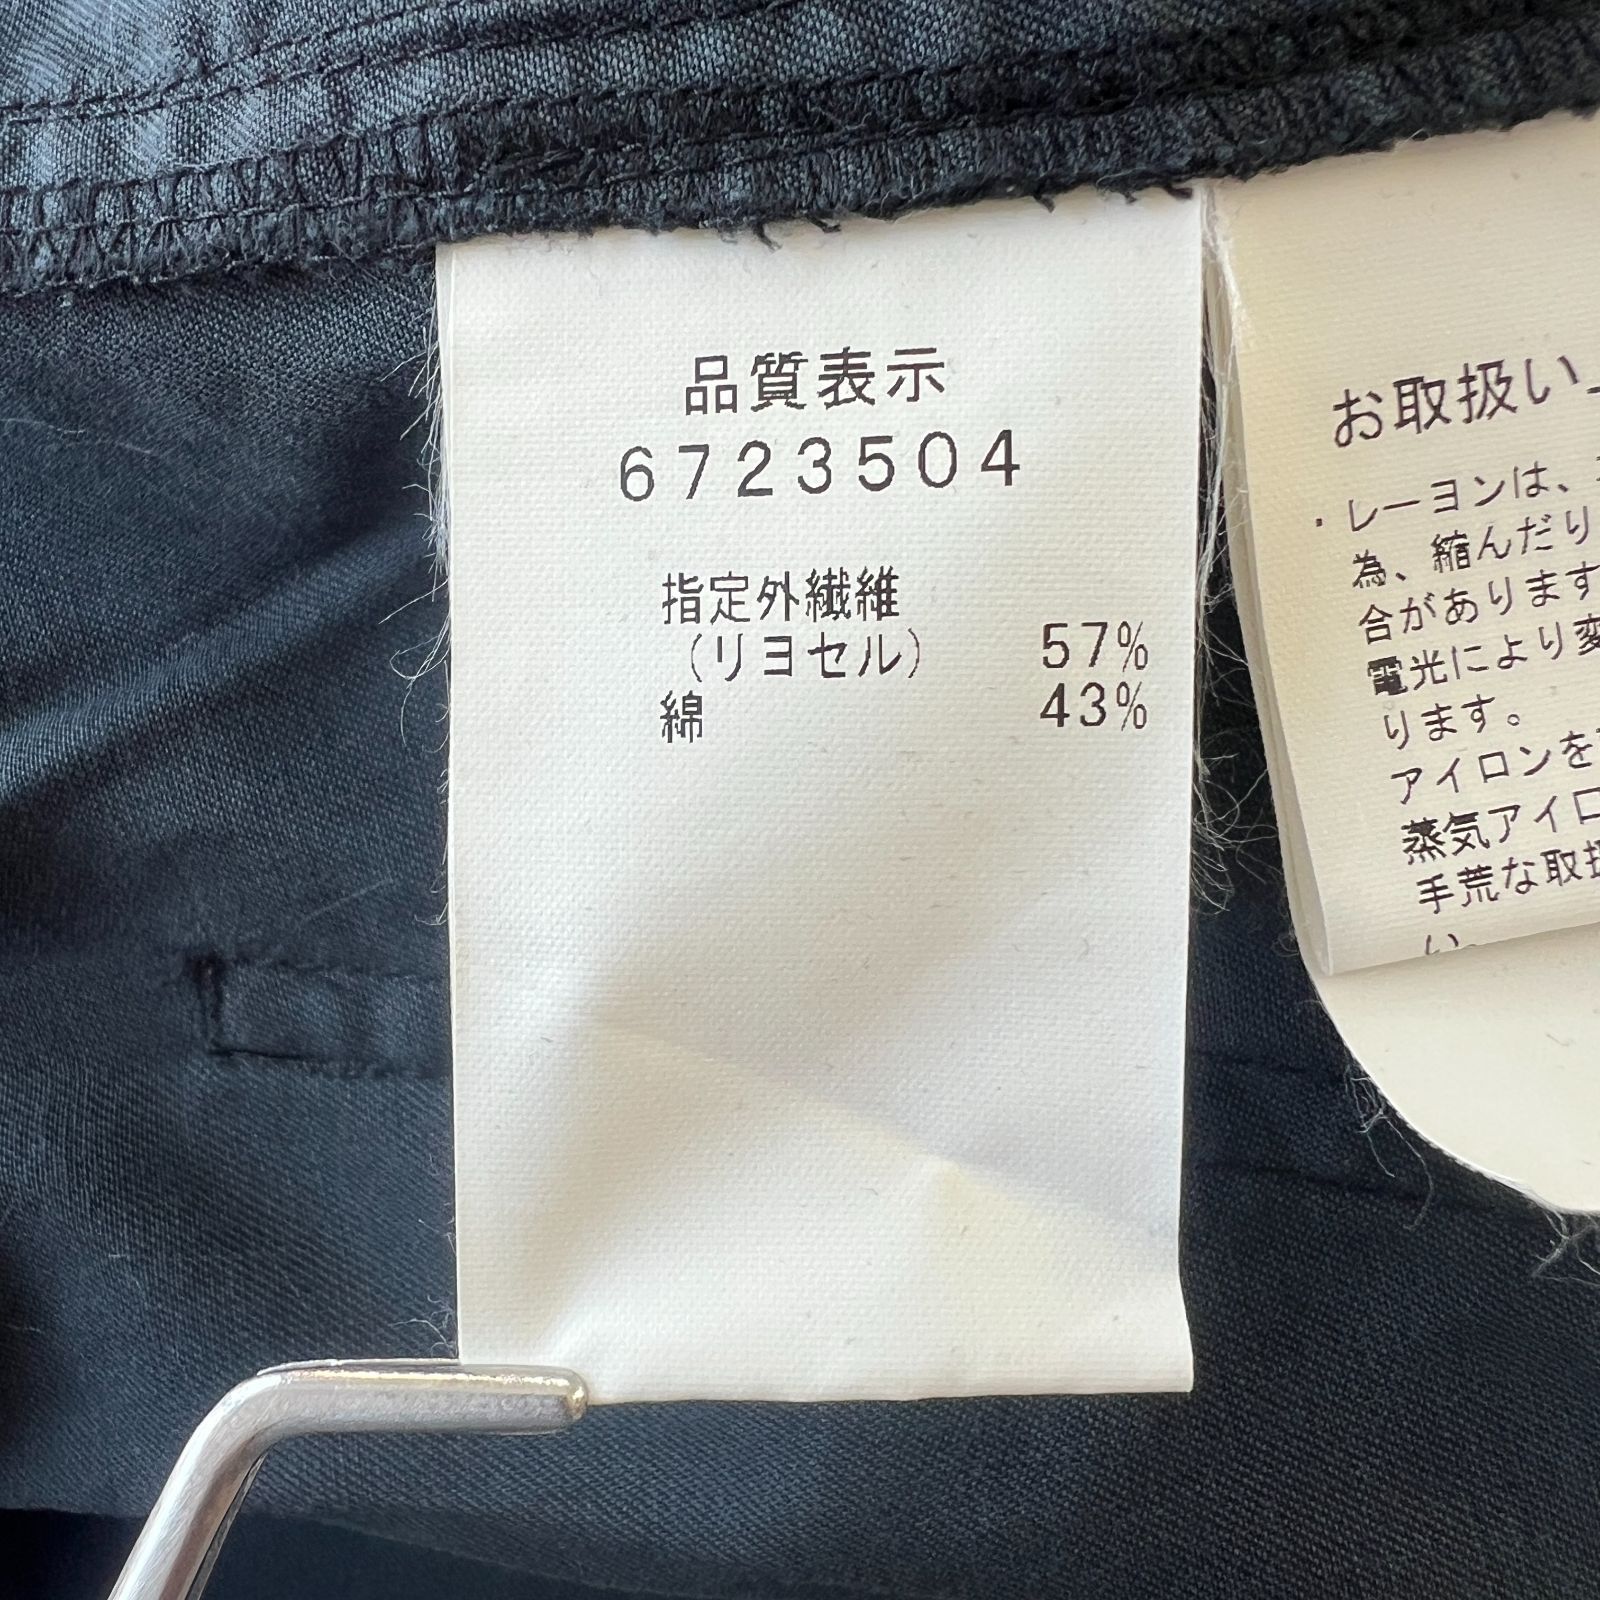 品質表示
6723504
指定外繊維
(リヨセル) 57%
綿 43%
お取扱い
・レーヨンは、
為、縮んだり
合があります
電光により変
ります。
アイロンを
蒸気アイロ
手荒な取扱
い。